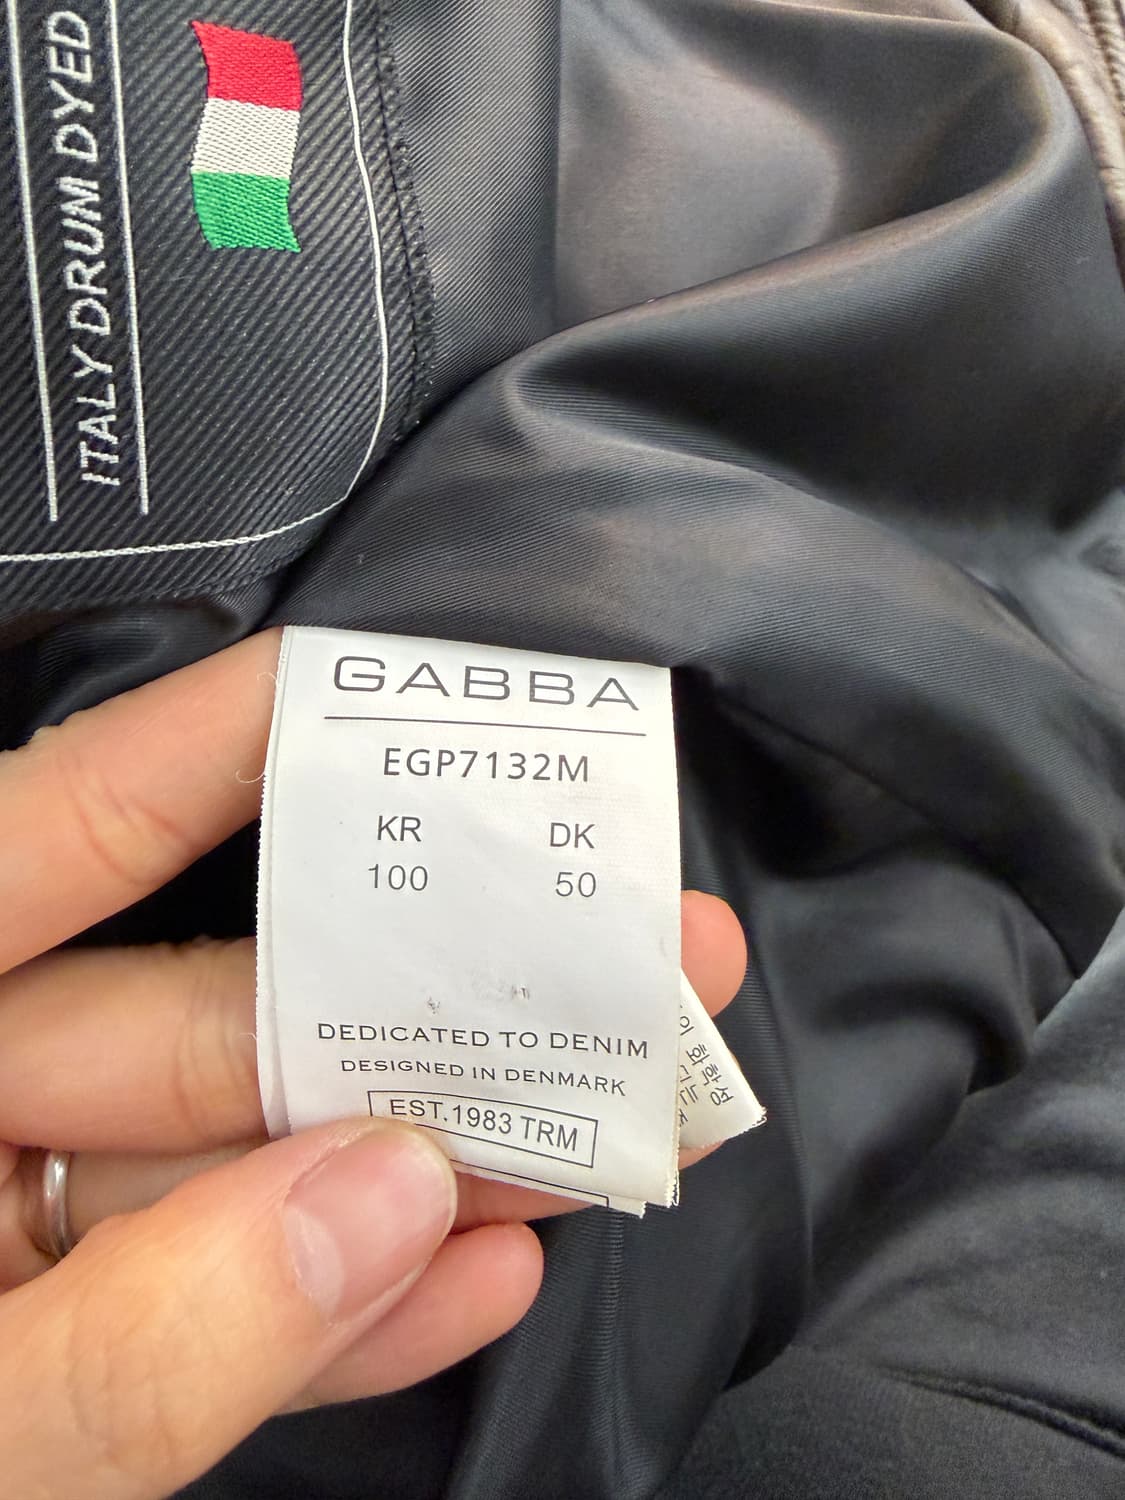 ITALY DRUM DYED
GABBA
EGP7132M
KR DK
100 50
DEDICATED TO DENIM
DESIGNED IN DENMARK
EST.1983 TRM